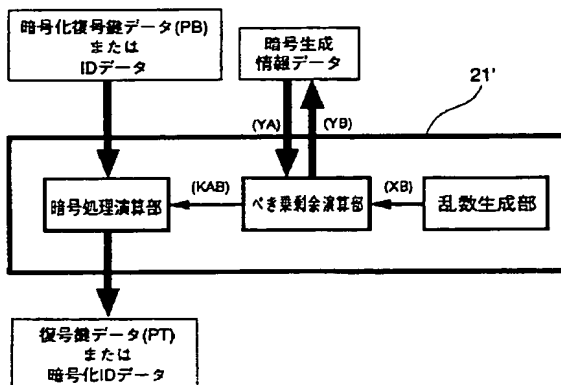 暗号化復号鍵データ(PB)
または
IDデータ
暗号生成
情報データ
21'
(YA)
(YB)
暗号処理演算部
(KAB)
べき乗剰余演算部
(XB)
乱数生成部
復号鍵データ(PT)
または
暗号化IDデータ